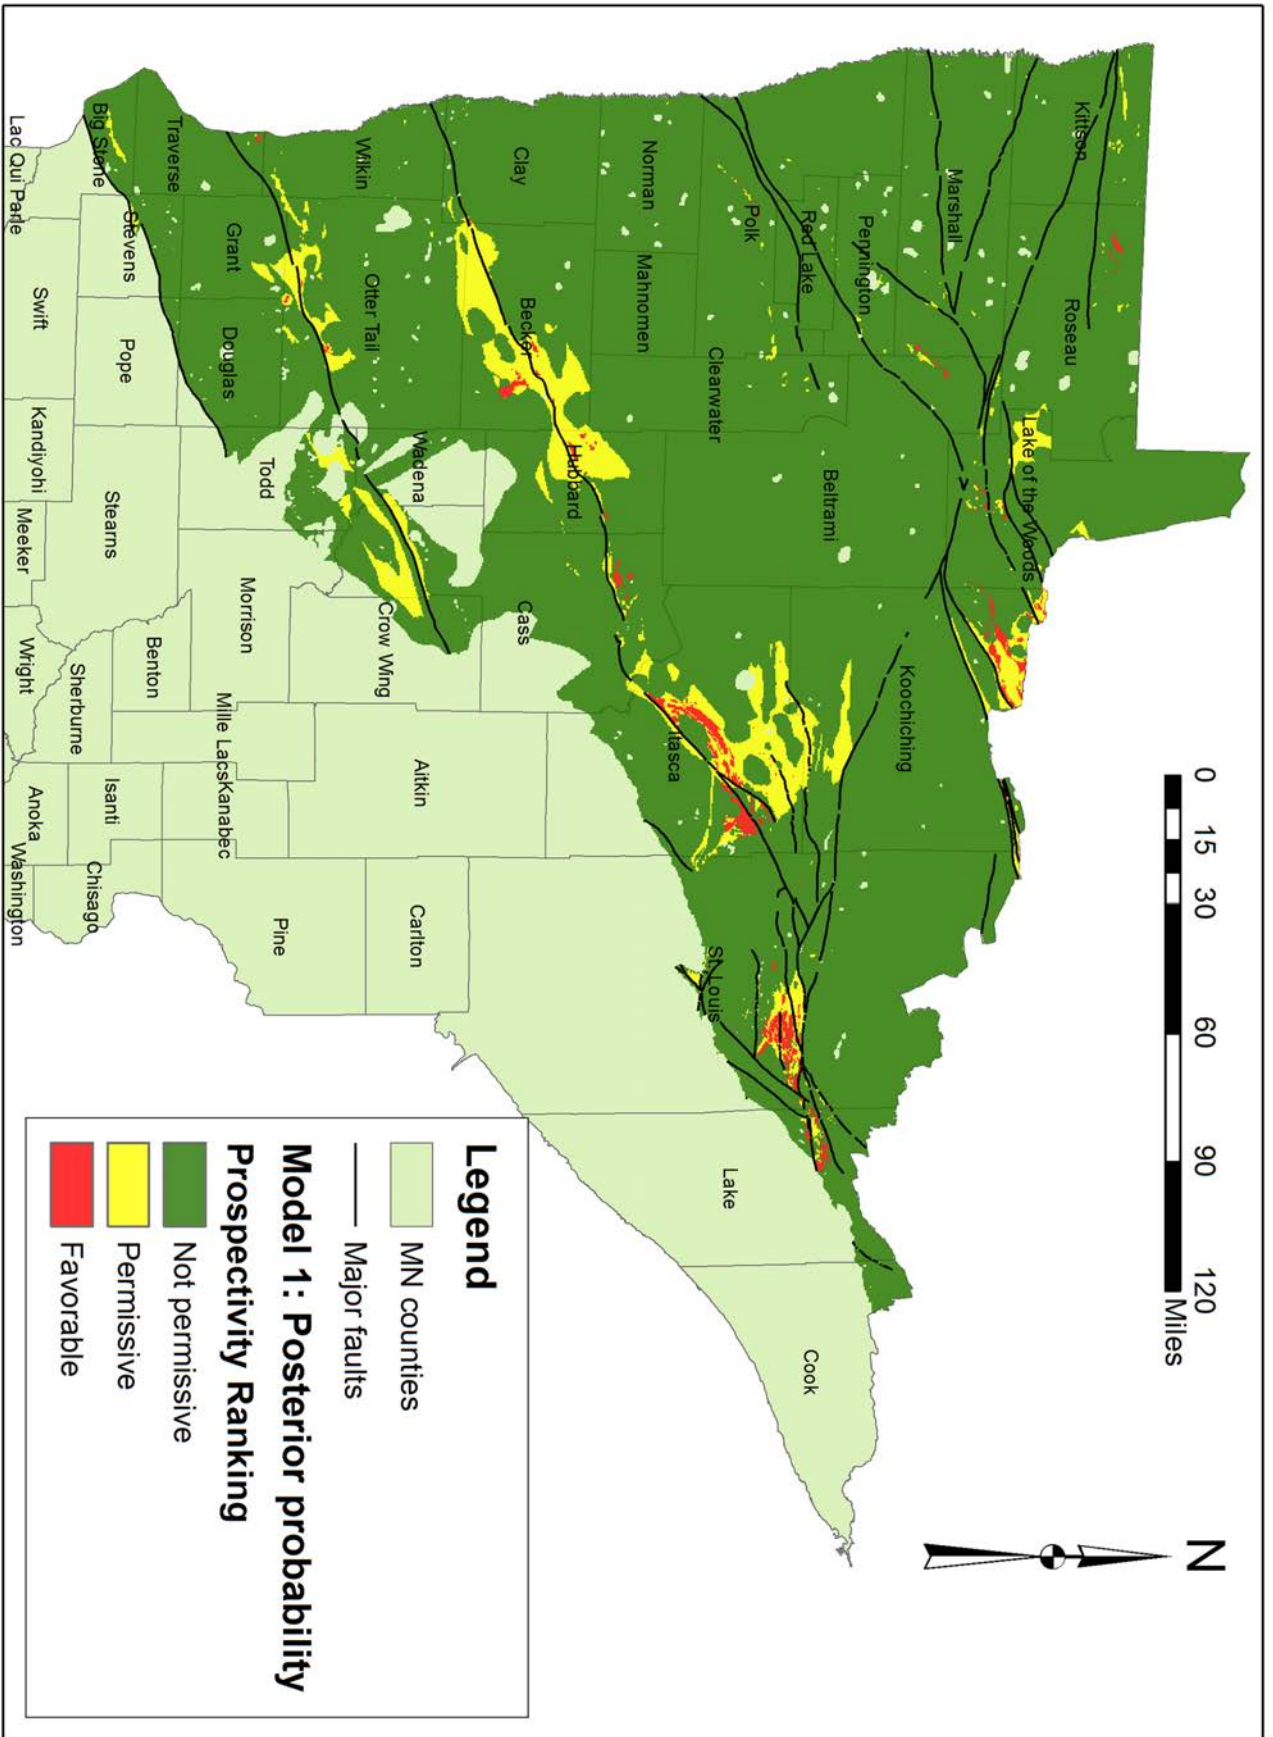 Kittson
Roseau
Lake of the Woods
Marshall
Koochiching
Pennington
Beltrami
Red Lake
Polk
Clearwater
Norman
Mahnomen
Itasca
St. Louis
Lake
Cook
Clay
Becker
Hubbard
Cass
Wilkin
Otter Tail
Wadena
Crow Wing
Aitkin
Carlton
Traverse
Grant
Douglas
Todd
Morrison
Mille Lacs
Kanabec
Pine
Big Stone
Stevens
Pope
Stearns
Benton
Sherburne
Isanti
Chisago
Lac Qui Parle
Swift
Kandiyohi
Meeker
Wright
Anoka
Washington
0 15 30 60 90 120
Miles
N
Legend
MN counties
Major faults
Model 1: Posterior probability
Prospectivity Ranking
Not permissive
Permissive
Favorable